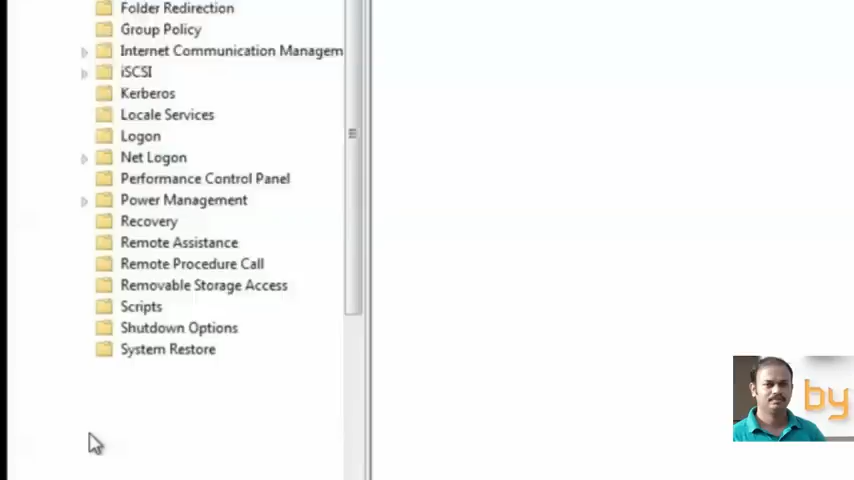 Folder Redirection
Group Policy
Internet Communication Managem
iSCSI
Kerberos
Locale Services
Logon
Net Logon
Performance Control Panel
Power Management
Recovery
Remote Assistance
Remote Procedure Call
Removable Storage Access
Scripts
Shutdown Options
System Restore
by